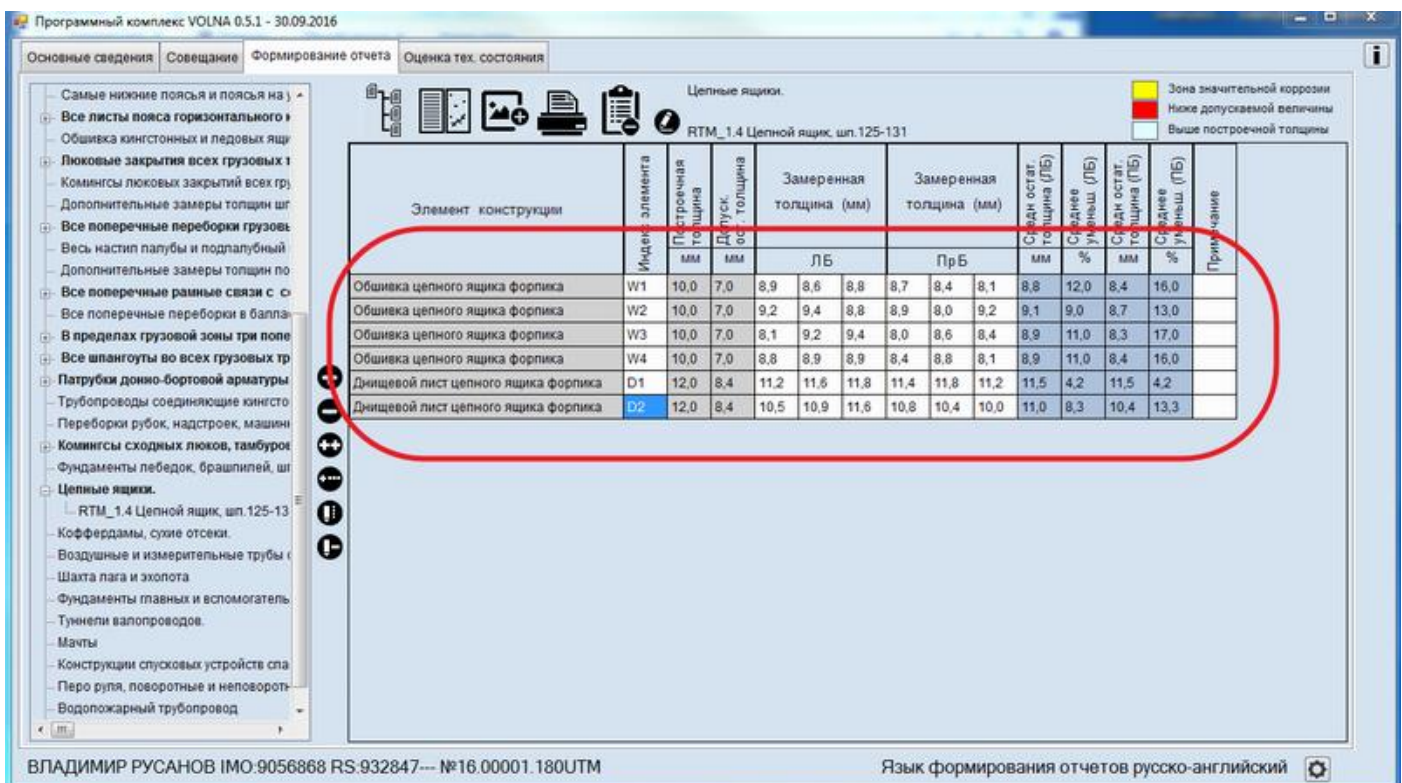 Программный комплекс VOLNA 0.5.1 - 30.09.2016
Основные сведения Совещание Формирование отчета Оценка тех. состояния
Самые нижние поясья и поясья на у
Все листы пояса горизонтального к
Обшивка кингстонных и ледовых ящи
Люковые закрытия всех грузовых т
Комингсы люковых закрытий всех гру
Дополнительные замеры толщин шп
Все поперечные переборки грузовы
Весь настил палубы и подпалубный
Дополнительные замеры толщин по
Все поперечные рамные связи с
Все поперечные переборки в балла
В пределах грузовой зоны три попе
Все шпангоуты во всех грузовых тр
Патрубки донно-бортовой арматуры
Трубопроводы соединяющие кингсто
Переборки рубок, надстроек, машинн
Комингсы сходных люков, тамбуров
Фундаменты лебедок, брашпилей, шп
Цепные ящики.
RTM_1.4 Цепной ящик, шп.125-13
Коффердамы, сухие отсеки.
Воздушные и измерительные трубы
Шахта лага и эхолота
Фундаменты главных и вспомогатель
Туннели валопроводов.
Мачты
Конструкции спусковых устройств спа
Перо руля, поворотные и неповоротн
Водопожарный трубопровод
Цепные ящики.
RTM_1.4 Цепной ящик, шп.125-131
Зона значительной коррозии
Ниже допускаемой величины
Выше построечной толщины
Элемент конструкции Индекс элемента Построечная толщина Допуск. ост. толщина Замеренная толщина (мм) Замеренная толщина (мм) Средн остат. толщина (ЛБ) Среднее уменьш. (ЛБ) Средн остат. толщина (ПБ) Среднее уменьш. (ПБ) Примечание
мм мм ЛБ ПрБ мм % мм %
Обшивка цепного ящика форпика W1 10,0 7,0 8,9 8,6 8,8 8,7 8,4 8,1 8,8 12,0 8,4 16,0
Обшивка цепного ящика форпика W2 10,0 7,0 9,2 9,4 8,8 8,9 8,0 9,2 9,1 9,0 8,7 13,0
Обшивка цепного ящика форпика W3 10,0 7,0 8,1 9,2 9,4 8,0 8,6 8,4 8,9 11,0 8,3 17,0
Обшивка цепного ящика форпика W4 10,0 7,0 8,8 8,9 8,9 8,4 8,8 8,1 8,9 11,0 8,4 16,0
Днищевой лист цепного ящика форпика D1 12,0 8,4 11,2 11,6 11,8 11,4 11,8 11,2 11,5 4,2 11,5 4,2
Днищевой лист цепного ящика форпика D2 12,0 8,4 10,5 10,9 11,6 10,8 10,4 10,0 11,0 8,3 10,4 13,3
ВЛАДИМИР РУСАНОВ IMO:9056868 RS:932847--- №16.00001.180UTM
Язык формирования отчетов русско-английский